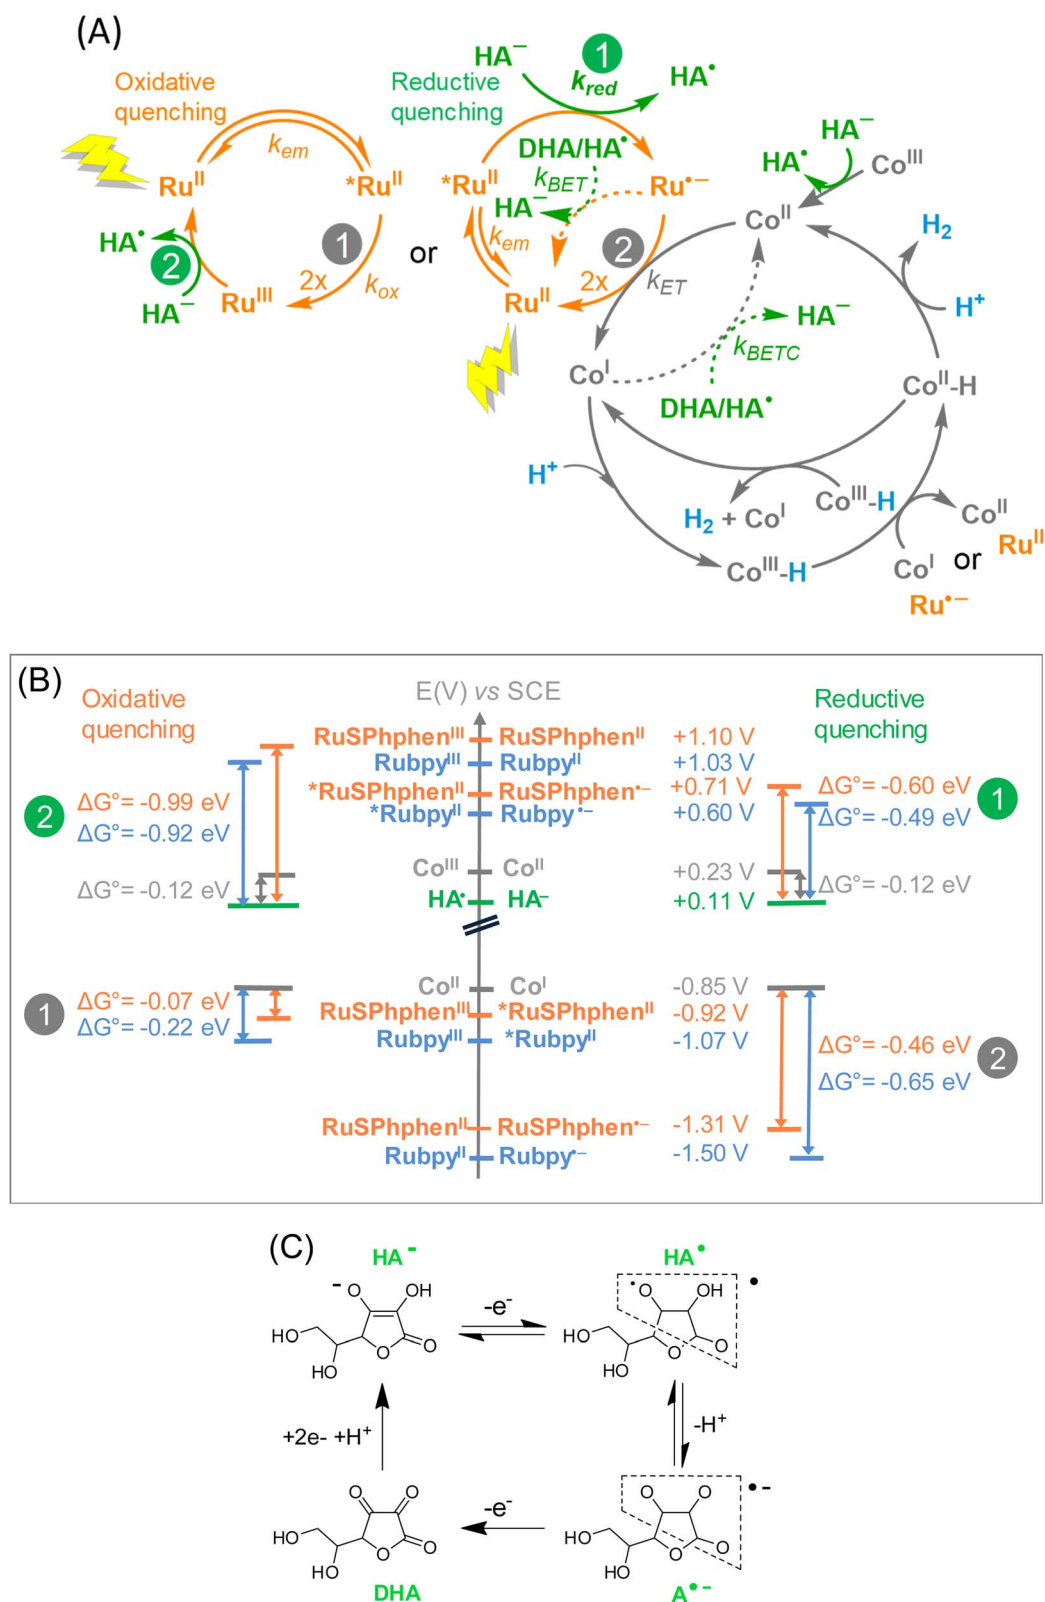 (A)
Oxidative
quenching
k_em
Ru^II
*Ru^II
HA^•
2
1
2x
k_ox
HA^–
Ru^III
or
Reductive
quenching
HA^–
1
k_red
HA^•
DHA/HA^•
k_BET
*Ru^II
Ru^•–
HA^–
k_em
2
2x
k_ET
Ru^II
HA^–
HA^•
Co^III
Co^II
H₂
H⁺
HA^–
k_BETC
Co^I
DHA/HA^•
Co^II-H
H⁺
Co^III-H
H₂ + Co^I
Co^II
Ru^II
Co^III-H
Co^I
or
Ru^•–
(B)
Oxidative
quenching
E(V) vs SCE
Reductive
quenching
RuSPhphen^III RuSPhphen^II +1.10 V
Rubpy^III Rubpy^II +1.03 V
*RuSPhphen^II RuSPhphen^•– +0.71 V
*Rubpy^II Rubpy^•– +0.60 V
Co^III Co^II +0.23 V
HA^• HA^– +0.11 V
Co^II Co^I -0.85 V
RuSPhphen^III *RuSPhphen^II -0.92 V
Rubpy^III *Rubpy^II -1.07 V
RuSPhphen^II RuSPhphen^•– -1.31 V
Rubpy^II Rubpy^•– -1.50 V
2
ΔG°= -0.99 eV
ΔG°= -0.92 eV
ΔG°= -0.12 eV
1
ΔG°= -0.07 eV
ΔG°= -0.22 eV
ΔG°= -0.60 eV
1
ΔG°= -0.49 eV
ΔG°= -0.12 eV
ΔG°= -0.46 eV
2
ΔG°= -0.65 eV
(C)
HA^-
HA^•
-
O
OH
HO
O
O
HO
-e⁻
•
O
OH
•
HO
O
O
HO
+2e- +H⁺
-H⁺
O
O
HO
O
O
HO
DHA
-e⁻
O
O
•-
HO
O
O
HO
A^•-